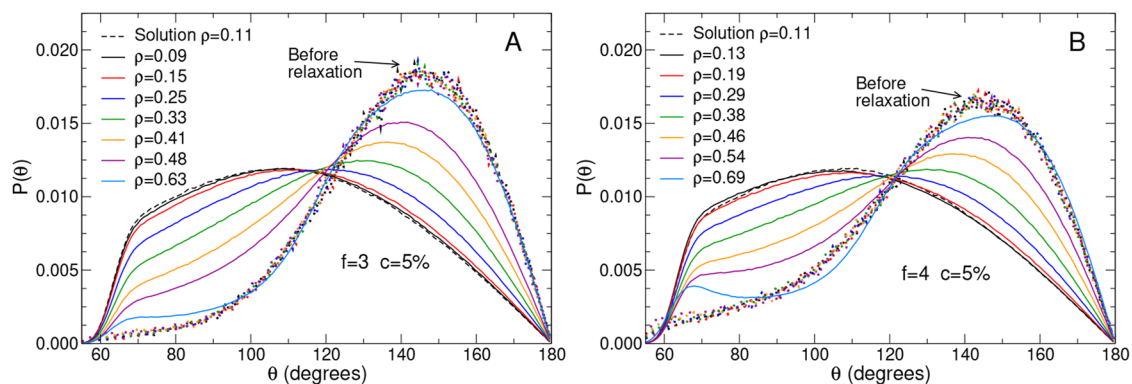 A
Solution ρ=0.11
ρ=0.09
ρ=0.15
ρ=0.25
ρ=0.33
ρ=0.41
ρ=0.48
ρ=0.63
Before
relaxation
f=3 c=5%
P(θ)
0.020
0.015
0.010
0.005
0.000
60 80 100 120 140 160 180
θ (degrees)
B
Solution ρ=0.11
ρ=0.13
ρ=0.19
ρ=0.29
ρ=0.38
ρ=0.46
ρ=0.54
ρ=0.69
Before
relaxation
f=4 c=5%
P(θ)
0.020
0.015
0.010
0.005
0.000
60 80 100 120 140 160 180
θ (degrees)